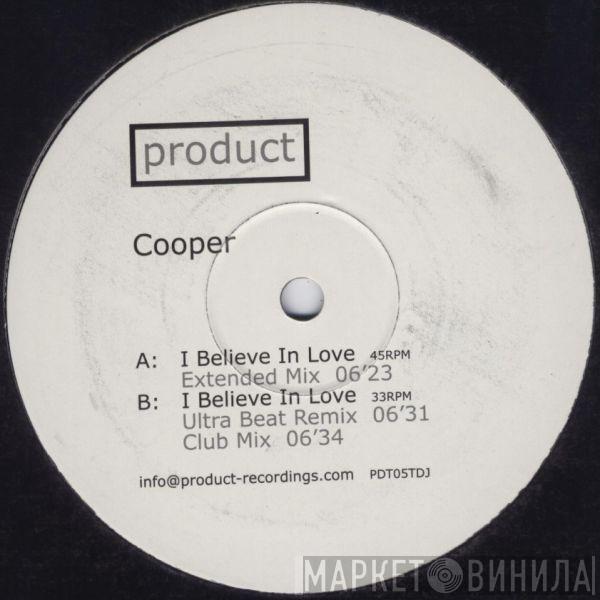 product
Cooper
A: I Believe In Love 45RPM
Extended Mix 06'23
B: I Believe In Love 33RPM
Ultra Beat Remix 06'31
Club Mix 06'34
info@product-recordings.com PDT05TDJ
МАРКЕТ ВИНИЛА